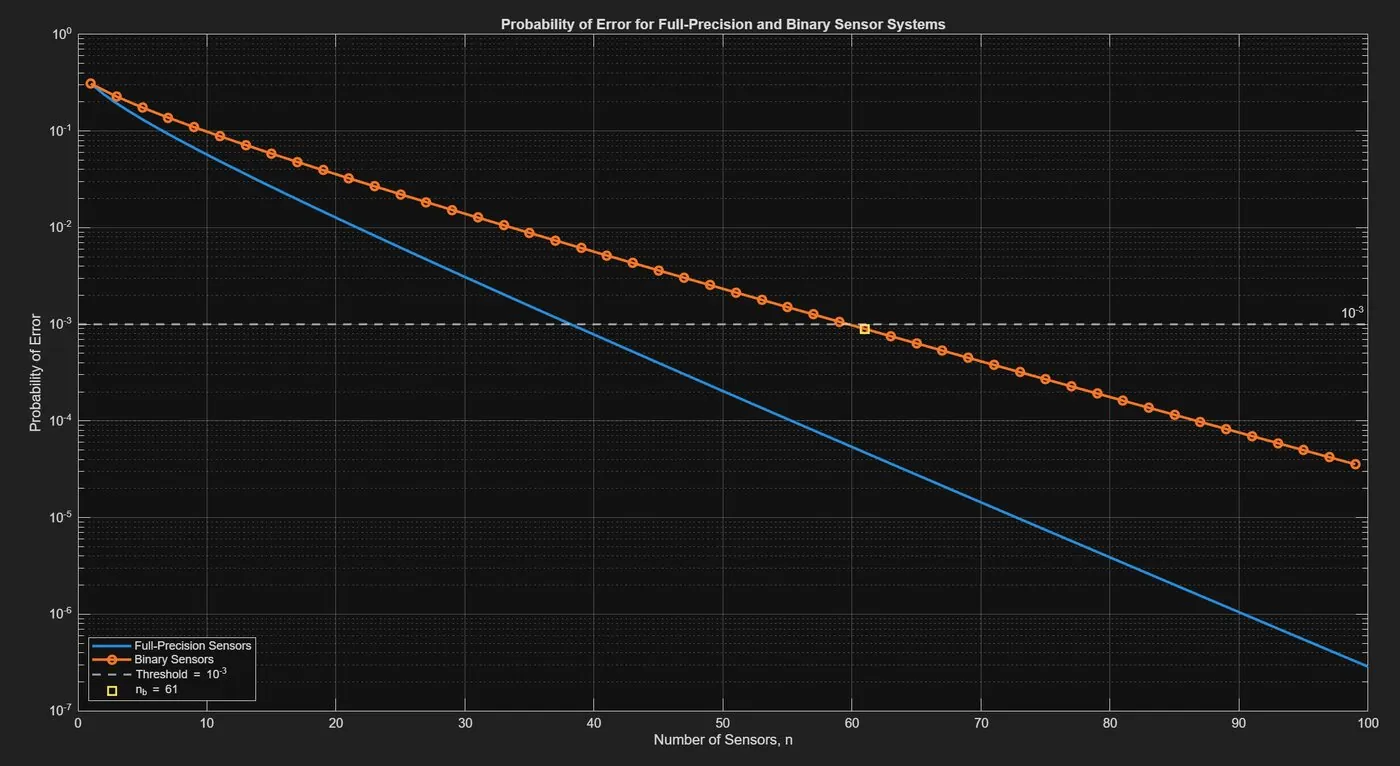 Probability of Error for Full-Precision and Binary Sensor Systems
Probability of Error
10⁰
10⁻¹
10⁻²
10⁻³
10⁻⁴
10⁻⁵
10⁻⁶
10⁻⁷
10⁻³
Full-Precision Sensors
Binary Sensors
Threshold = 10⁻³
n_b = 61
0 10 20 30 40 50 60 70 80 90 100
Number of Sensors, n